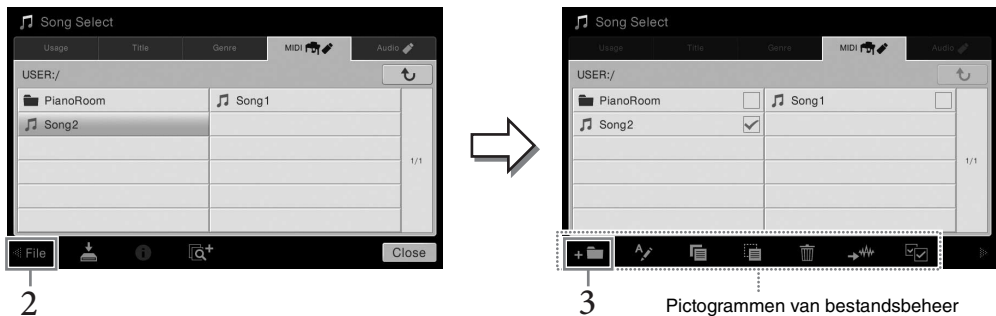 Song Select
Usage Title Genre MIDI Audio
USER:/
PianoRoom Song1
Song2
1/1
File Close
2
Song Select
Usage Title Genre MIDI Audio
USER:/
PianoRoom Song1
Song2
1/1
3
Pictogrammen van bestandsbeheer